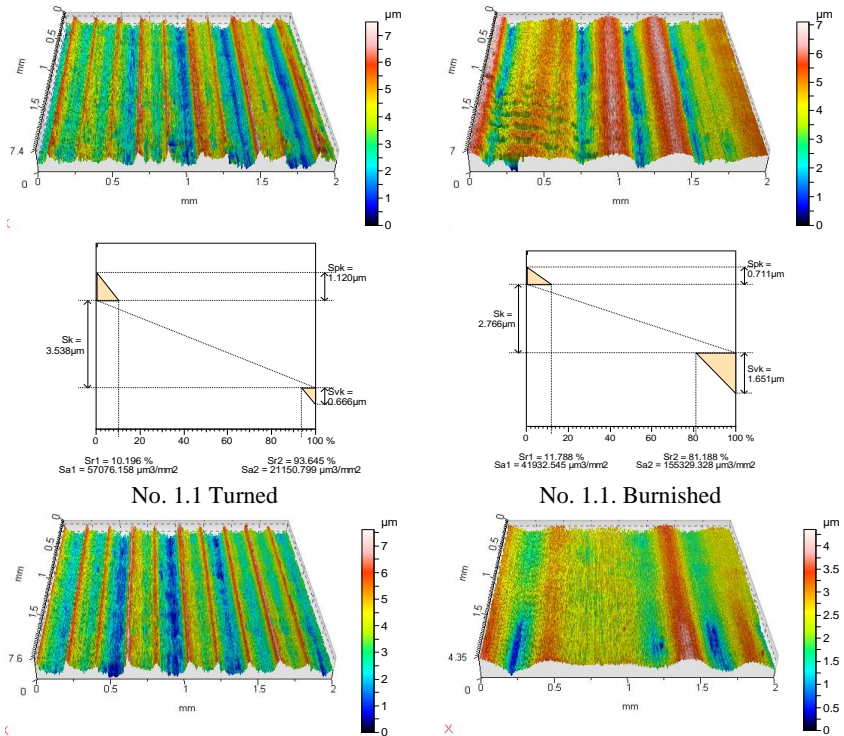 µm
7
6
5
4
3
2
1
0
0
0.5
1
1.5
mm
7.4
0
0 0.5 1 1.5 2
mm
µm
7
6
5
4
3
2
1
0
0
0.5
1
1.5
mm
7
0
0 0.5 1 1.5 2
mm
Spk =
1.120µm
Sk =
3.538µm
Svk =
0.666µm
0 20 40 60 80 100 %
Sr1 = 10.196 % Sr2 = 93.645 %
Sa1 = 57076.158 µm3/mm2 Sa2 = 21150.799 µm3/mm2
Spk =
0.711µm
Sk =
2.766µm
Svk =
1.651µm
0 20 40 60 80 100 %
Sr1 = 11.788 % Sr2 = 81.188 %
Sa1 = 41932.545 µm3/mm2 Sa2 = 155329.328 µm3/mm2
No. 1.1 Turned
No. 1.1. Burnished
µm
7
6
5
4
3
2
1
0
0
0.5
1
1.5
mm
7.6
0
0 0.5 1 1.5 2
mm
µm
4
3.5
3
2.5
2
1.5
1
0.5
0
0
0.5
1
1.5
mm
4.35
0
0 0.5 1 1.5 2
mm
X